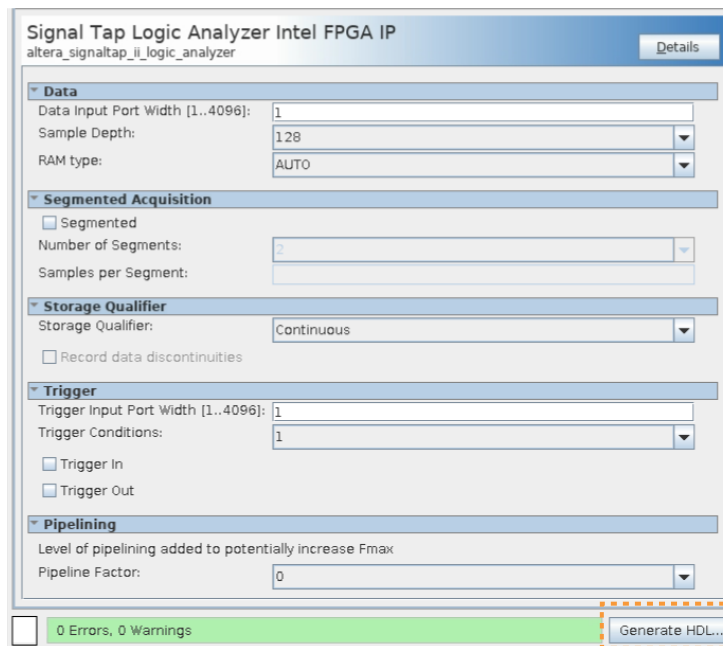 Signal Tap Logic Analyzer Intel FPGA IP
altera_signaltap_ii_logic_analyzer
Details
Data
Data Input Port Width [1..4096]: 1
Sample Depth: 128
RAM type: AUTO
Segmented Acquisition
Segmented
Number of Segments: 2
Samples per Segment:
Storage Qualifier
Storage Qualifier: Continuous
Record data discontinuities
Trigger
Trigger Input Port Width [1..4096]: 1
Trigger Conditions: 1
Trigger In
Trigger Out
Pipelining
Level of pipelining added to potentially increase Fmax
Pipeline Factor: 0
0 Errors, 0 Warnings
Generate HDL...